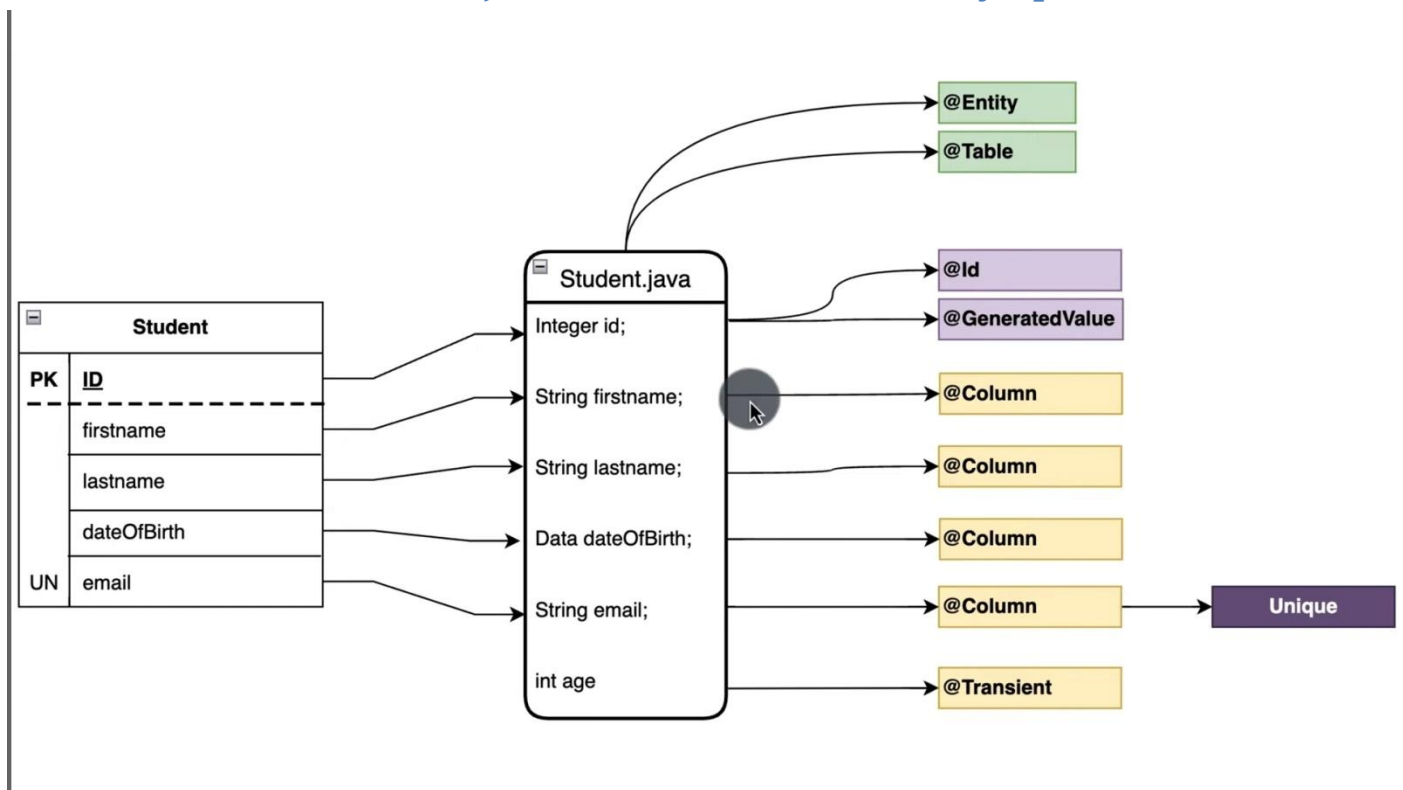 Student
PK ID
firstname
lastname
dateOfBirth
UN email
Student.java
Integer id;
String firstname;
String lastname;
Data dateOfBirth;
String email;
int age
@Entity
@Table
@Id
@GeneratedValue
@Column
@Column
@Column
@Column
Unique
@Transient